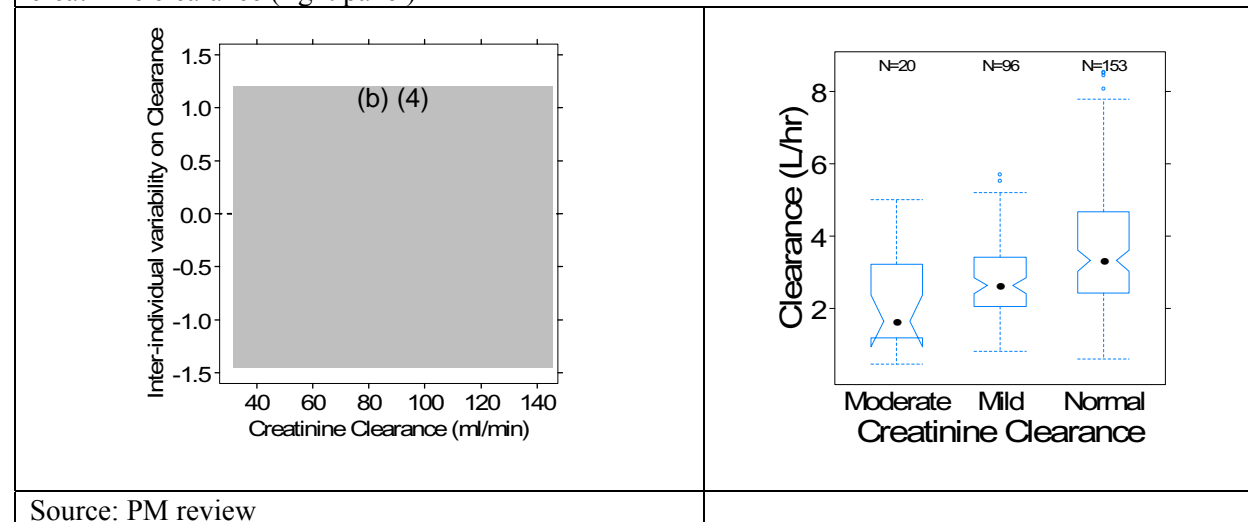 Inter-individual variability on Clearance
1.5
1.0
0.5
0.0
-0.5
-1.0
-1.5
(b) (4)
40 60 80 100 120 140
Creatinine Clearance (ml/min)
Clearance (L/hr)
8
6
4
2
N=20 N=96 N=153
Moderate Mild Normal
Creatinine Clearance
Source: PM review